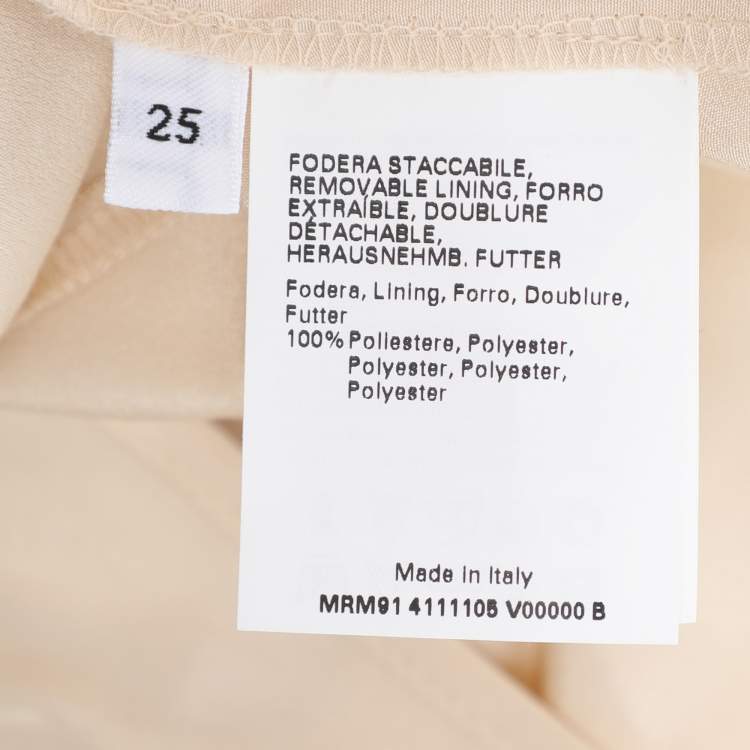 25
FODERA STACCABILE,
REMOVABLE LINING, FORRO
EXTRAÍBLE, DOUBLURE
DÉTACHABLE,
HERAUSNEHMB. FUTTER
Fodera, Lining, Forro, Doublure,
Futter
100% Poliestere, Polyester,
Polyester, Polyester,
Polyester
Made in Italy
MRM91 4111105 V00000 B